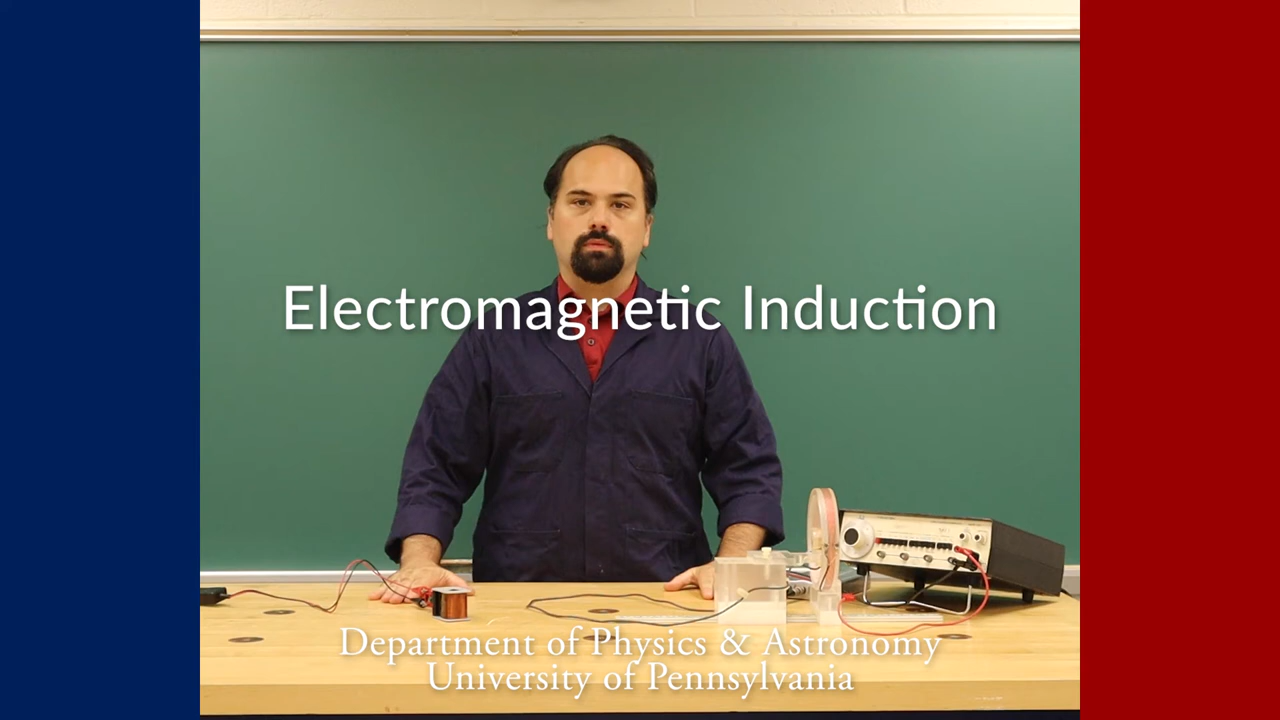 Electromagnetic Induction
Department of Physics & Astronomy
University of Pennsylvania